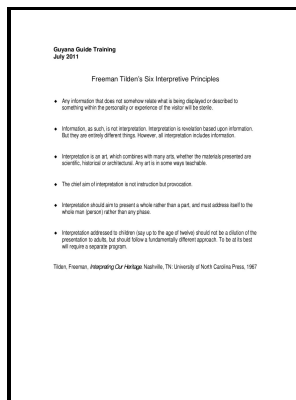 Guyana Guide Training
July 2011
Freeman Tilden's Six Interpretive Principles
♦ Any information that does not somehow relate what is being displayed or described to
something within the personality or experience of the visitor will be sterile.
♦ Information, as such, is not interpretation. Interpretation is revelation based upon information.
But they are entirely different things. However, all interpretation includes information.
♦ Interpretation is an art, which combines with many arts, whether the materials presented are
scientific, historical or architectural. Any art is in some ways teachable.
♦ The chief aim of interpretation is not instruction but provocation.
♦ Interpretation should aim to present a whole rather than a part, and must address itself to the
whole man (person) rather than any phase.
♦ Interpretation addressed to children (say up to the age of twelve) should not be a dilution of the
presentation to adults, but should follow a fundamentally different approach. To be at its best
will require a separate program.
Tilden, Freeman, Interpreting Our Heritage. Nashville, TN: University of North Carolina Press, 1967